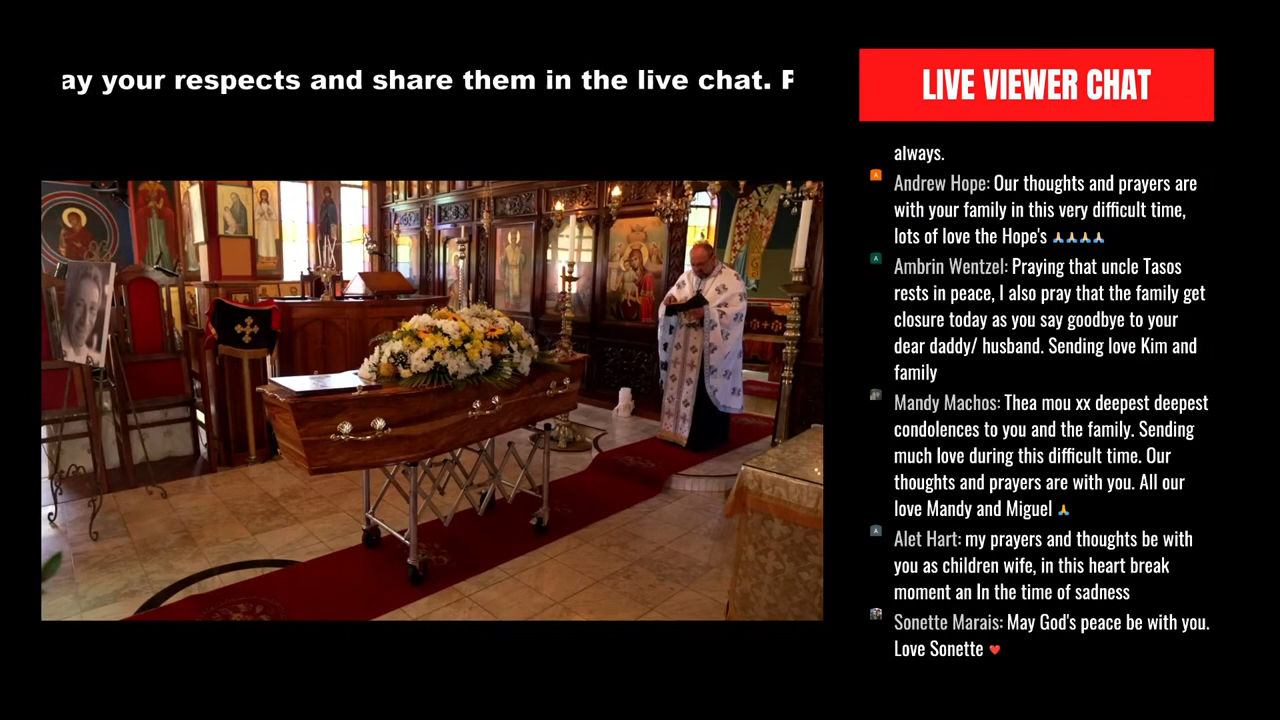 ay your respects and share them in the live chat. P
LIVE VIEWER CHAT
always.
Andrew Hope: Our thoughts and prayers are
with your family in this very difficult time,
lots of love the Hope's 🙏🙏🙏🙏
Ambrin Wentzel: Praying that uncle Tasos
rests in peace, I also pray that the family get
closure today as you say goodbye to your
dear daddy/ husband. Sending love Kim and
family
Mandy Machos: Thea mou xx deepest deepest
condolences to you and the family. Sending
much love during this difficult time. Our
thoughts and prayers are with you. All our
love Mandy and Miguel 🙏
Alet Hart: my prayers and thoughts be with
you as children wife, in this heart break
moment an In the time of sadness
Sonette Marais: May God's peace be with you.
Love Sonette ❤️